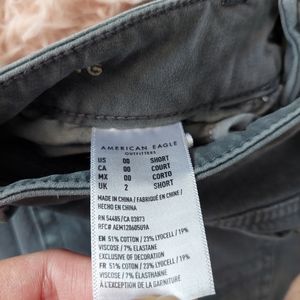 AMERICAN EAGLE
OUTFITTERS
US 00 SHORT
CA 00 COURT
MX 00 CORTO
UK 2 SHORT
MADE IN CHINA / FABRIQUÉ EN CHINE /
HECHO EN CHINA
RN 54485/CA 03873
RFC# AEM12060509A
EN 51% COTTON / 23% LYOCELL / 19%
VISCOSE / 7% ELASTANE
EXCLUSIVE OF DECORATION
FR 51% COTON / 23% LYOCELL / 19%
VISCOSE / 7% ÉLASTHANNE
À L'EXCEPTION DE LA GARNITURE